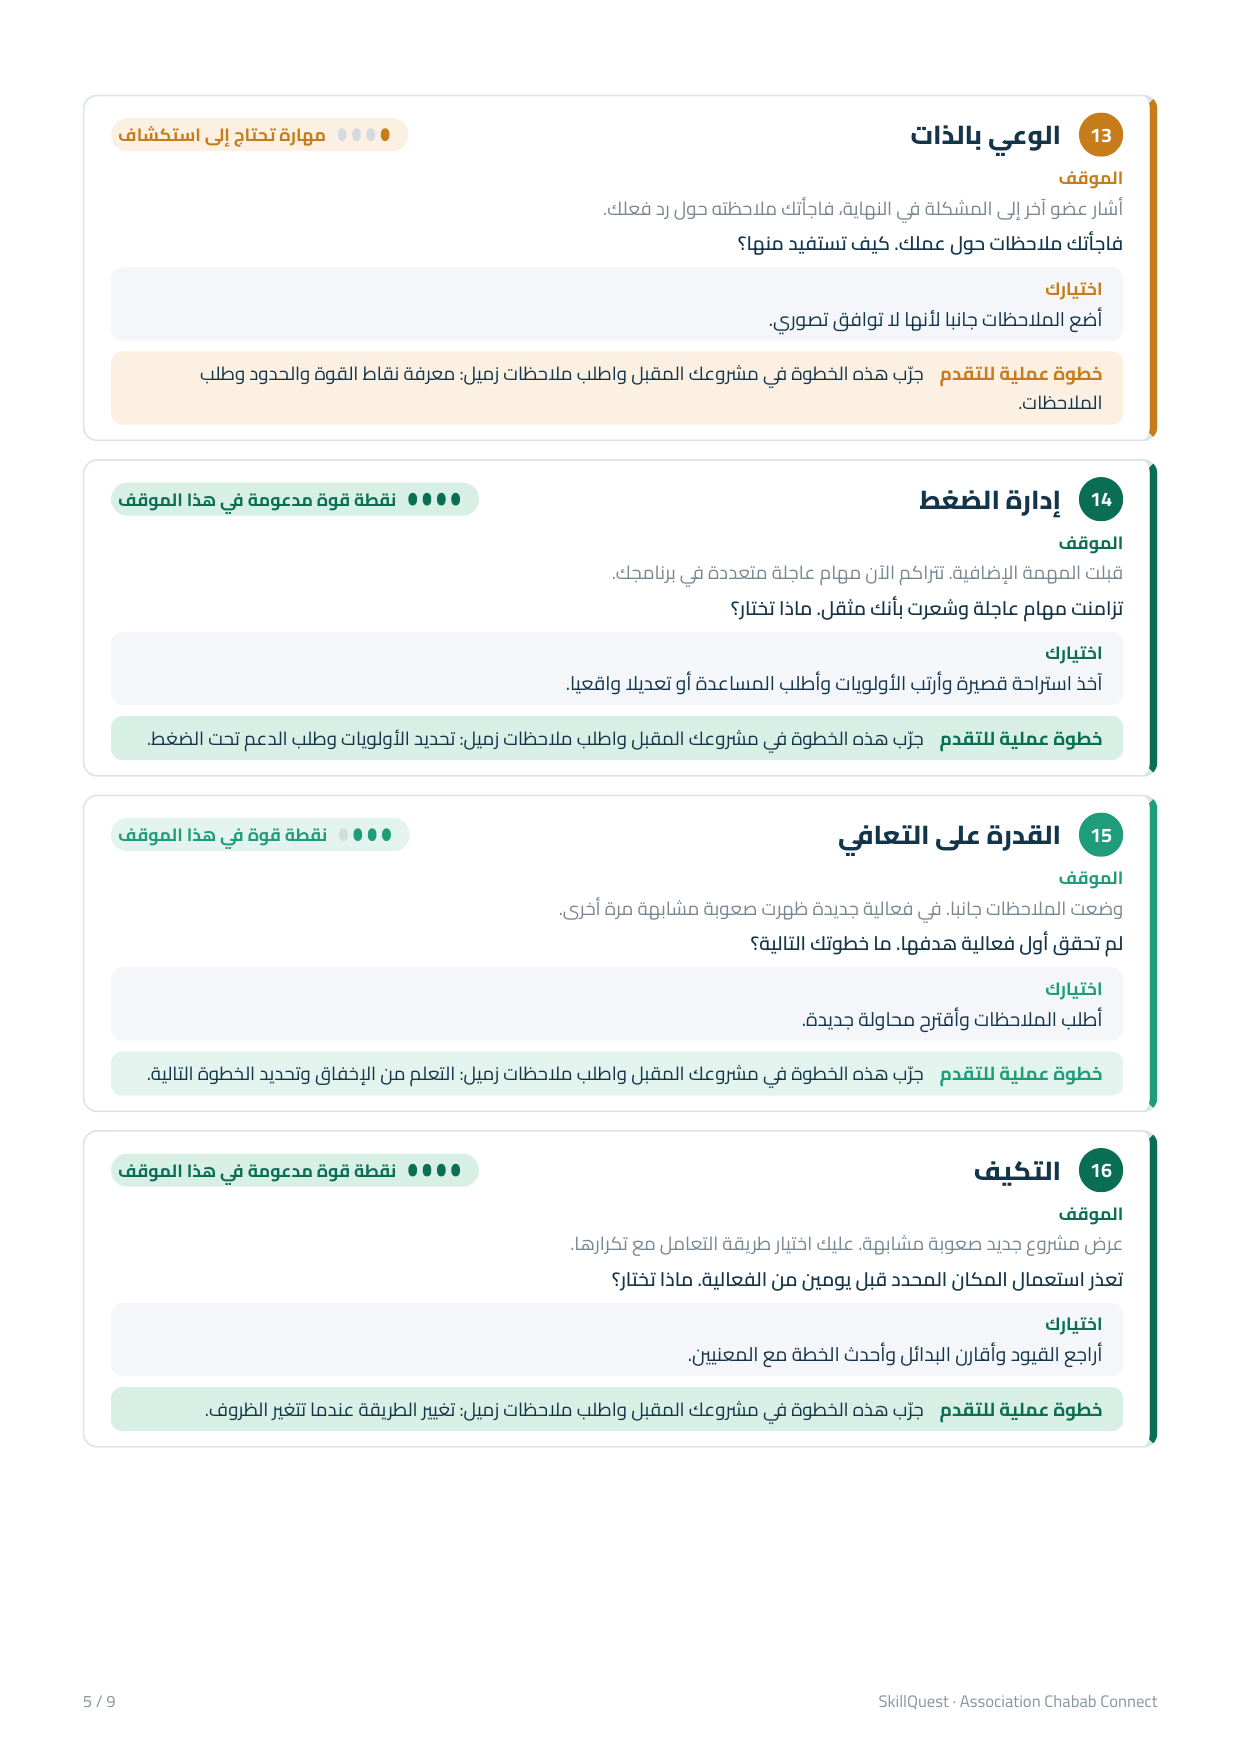 13 الوعي بالذات مهارة تحتاج إلى استكشاف
الموقف
أشار عضو آخر إلى المشكلة في النهاية، فاجأتك ملاحظته حول رد فعلك.
فاجأتك ملاحظات حول عملك. كيف تستفيد منها؟
اختيارك
أضع الملاحظات جانبا لأنها لا توافق تصوري.
خطوة عملية للتقدم جرّب هذه الخطوة في مشروعك المقبل واطلب ملاحظات زميل: معرفة نقاط القوة والحدود وطلب
الملاحظات.
14 إدارة الضغط نقطة قوة مدعومة في هذا الموقف
الموقف
قبلت المهمة الإضافية. تتراكم الآن مهام عاجلة متعددة في برنامجك.
تزامنت مهام عاجلة وشعرت بأنك مثقل. ماذا تختار؟
اختيارك
آخذ استراحة قصيرة وأرتب الأولويات وأطلب المساعدة أو تعديلا واقعيا.
خطوة عملية للتقدم جرّب هذه الخطوة في مشروعك المقبل واطلب ملاحظات زميل: تحديد الأولويات وطلب الدعم تحت الضغط.
15 القدرة على التعافي نقطة قوة في هذا الموقف
الموقف
وضعت الملاحظات جانبا. في فعالية جديدة ظهرت صعوبة مشابهة مرة أخرى.
لم تحقق أول فعالية هدفها. ما خطوتك التالية؟
اختيارك
أطلب الملاحظات وأقترح محاولة جديدة.
خطوة عملية للتقدم جرّب هذه الخطوة في مشروعك المقبل واطلب ملاحظات زميل: التعلم من الإخفاق وتحديد الخطوة التالية.
16 التكيف نقطة قوة مدعومة في هذا الموقف
الموقف
عرض مشروع جديد صعوبة مشابهة. عليك اختيار طريقة التعامل مع تكرارها.
تعذر استعمال المكان المحدد قبل يومين من الفعالية. ماذا تختار؟
اختيارك
أراجع القيود وأقارن البدائل وأحدث الخطة مع المعنيين.
خطوة عملية للتقدم جرّب هذه الخطوة في مشروعك المقبل واطلب ملاحظات زميل: تغيير الطريقة عندما تتغير الظروف.
SkillQuest · Association Chabab Connect
5 / 9